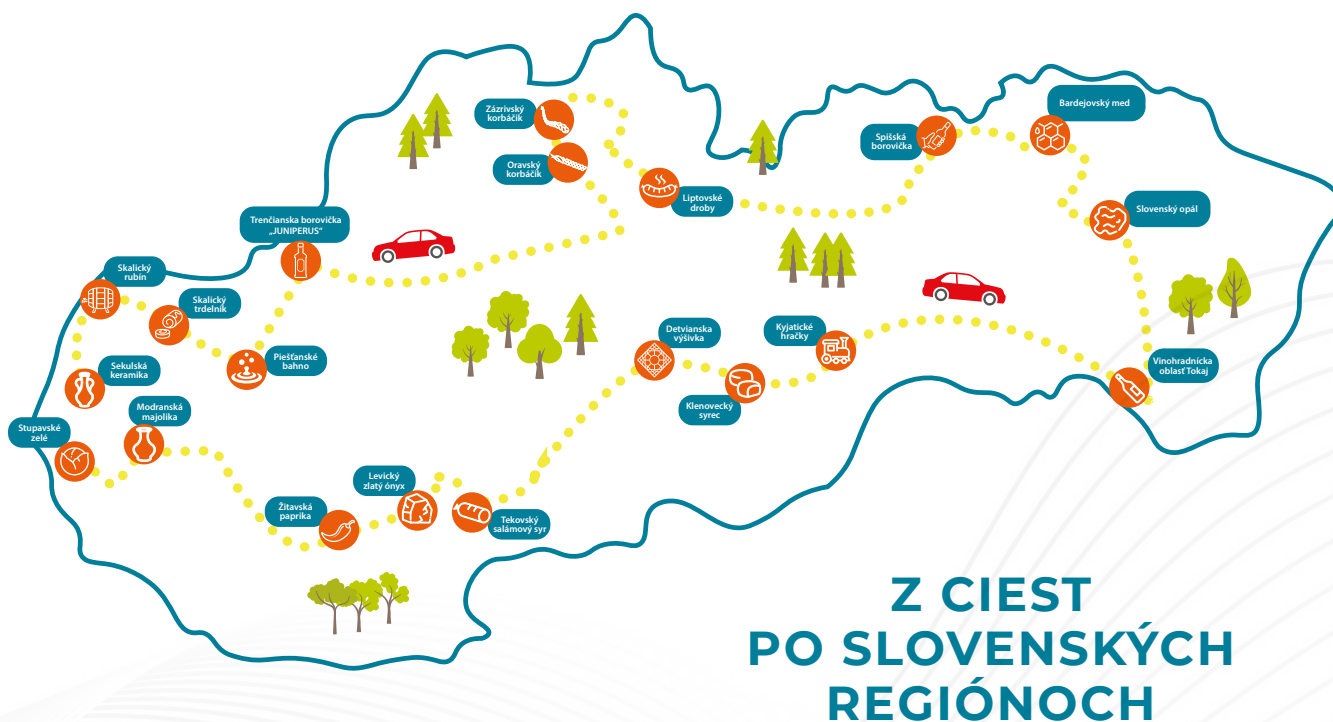 Zázrivský
korbáčik
Oravský
korbáčik
Liptovské
droby
Spišská
borovička
Bardejovský med
Slovenský opál
Trenčianska borovička
„JUNIPERUS“
Skalický
rubín
Skalický
trdelník
Piešťanské
bahno
Sekulská
keramika
Modranská
majolika
Stupavské
zelé
Žitavská
paprika
Levický
zlatý ónyx
Tekovský
salámový syr
Detvianska
výšivka
Klenovecký
syrec
Kyjatické
hračky
Vinohradnícka
oblasť Tokaj
Z CIEST
PO SLOVENSKÝCH
REGIÓNOCH